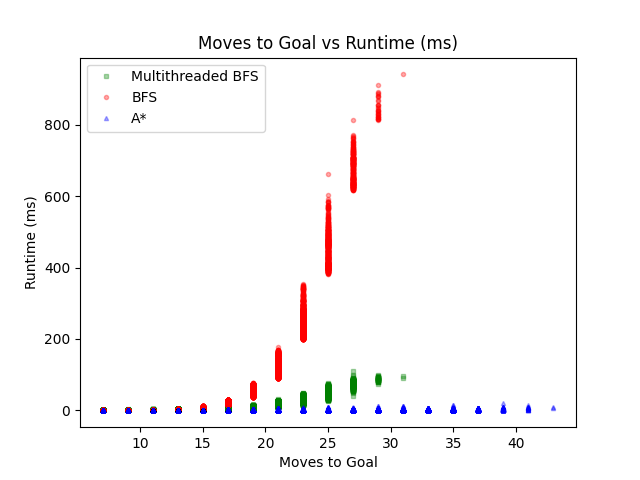 Moves to Goal vs Runtime (ms)
Multithreaded BFS
BFS
A*
Runtime (ms)
800
600
400
200
0
10
15
20
25
30
35
40
Moves to Goal